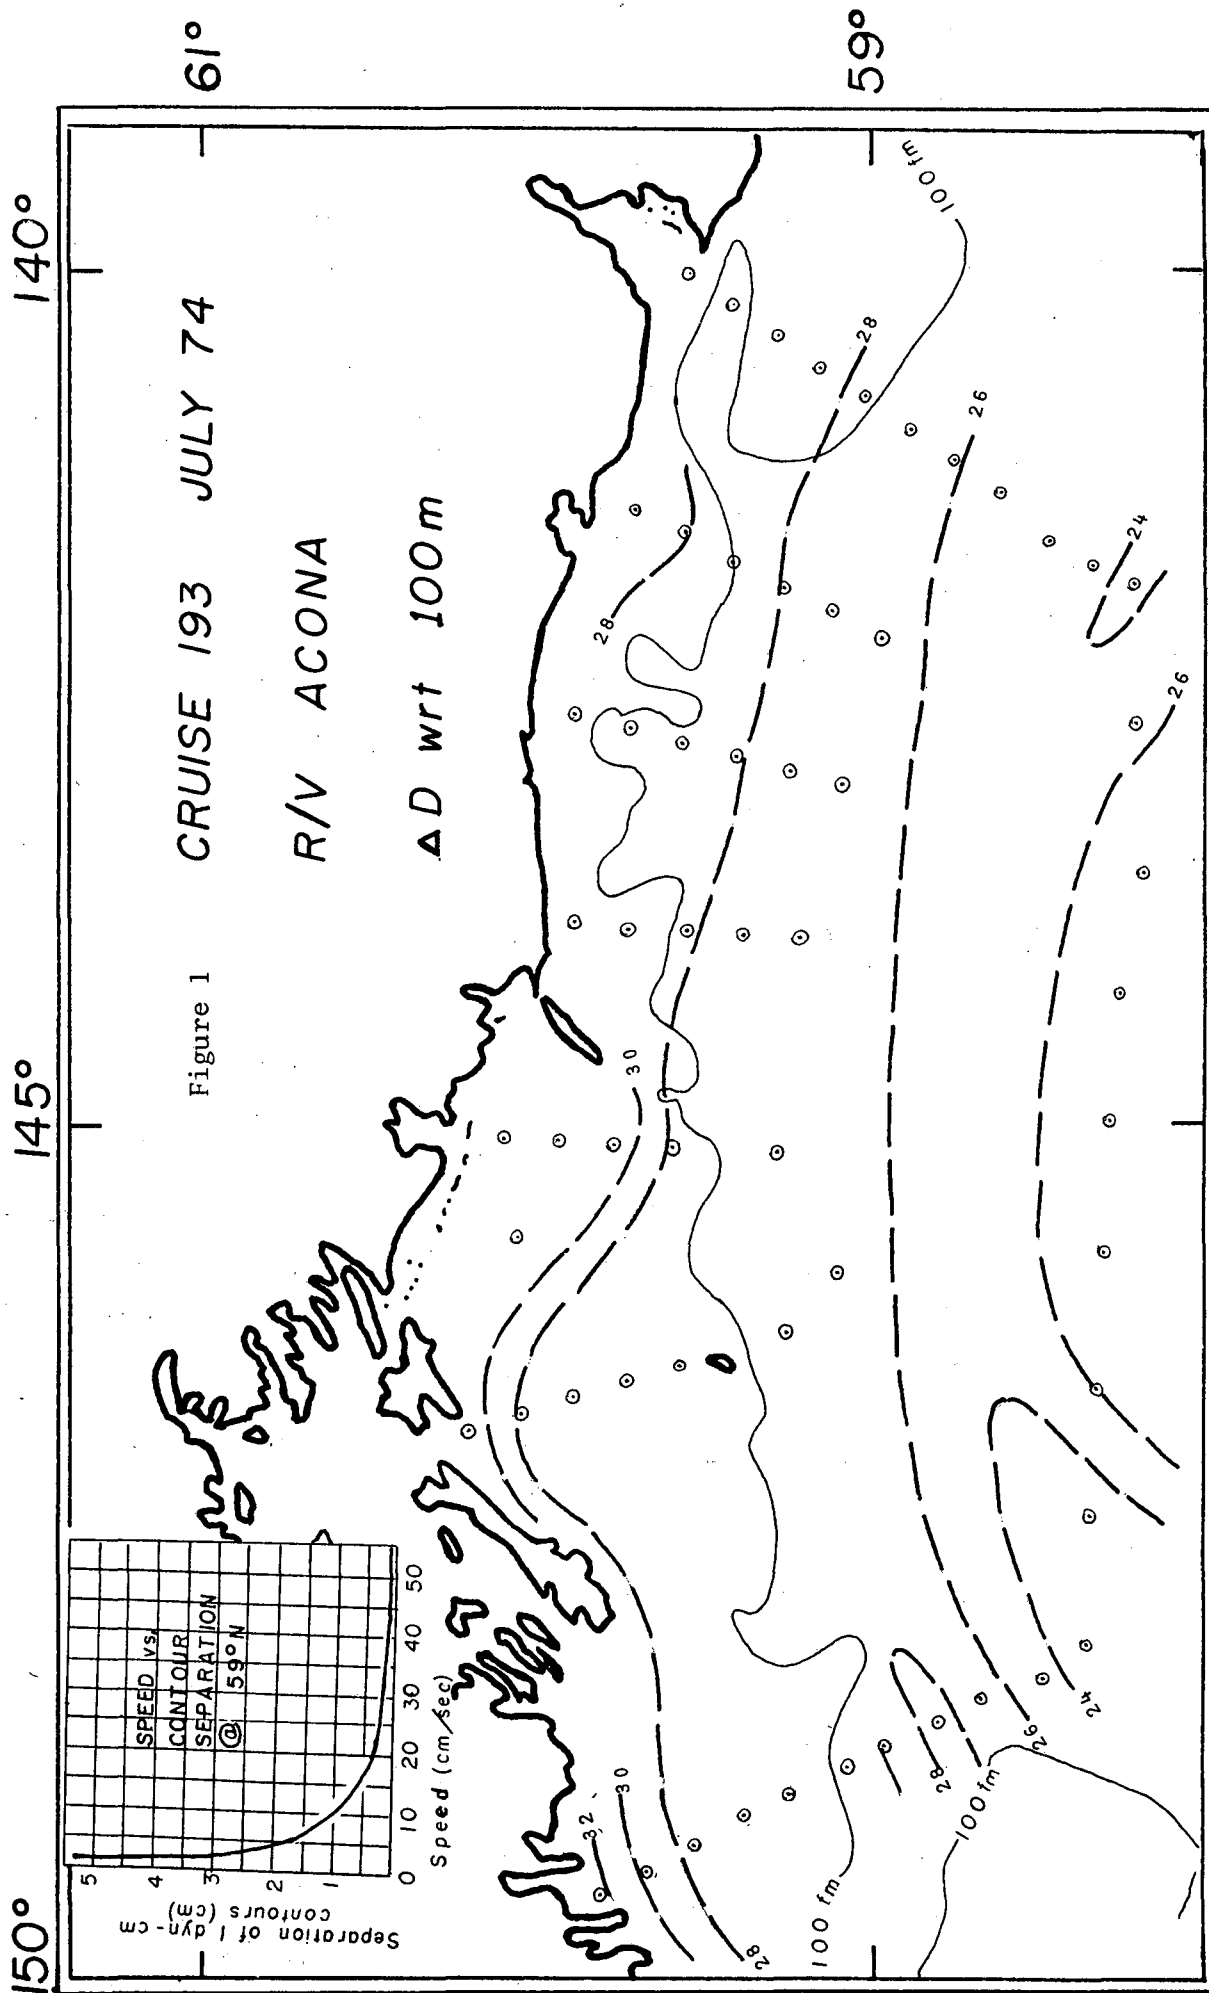 150°
145°
140°
61°
59°
Figure 1
CRUISE 193 JULY 74
R/V ACONA
ΔD wrt 100m
SPEED vs.
CONTOUR
SEPARATION
@ 59°N
Separation of 1 dyn-cm
contours (cm)
5
4
3
2
1
0 10 20 30 40 50
Speed (cm/sec)
32
30
28
30
28
28
26
24
26
100 fm
28
26
24
100 fm
100 fm